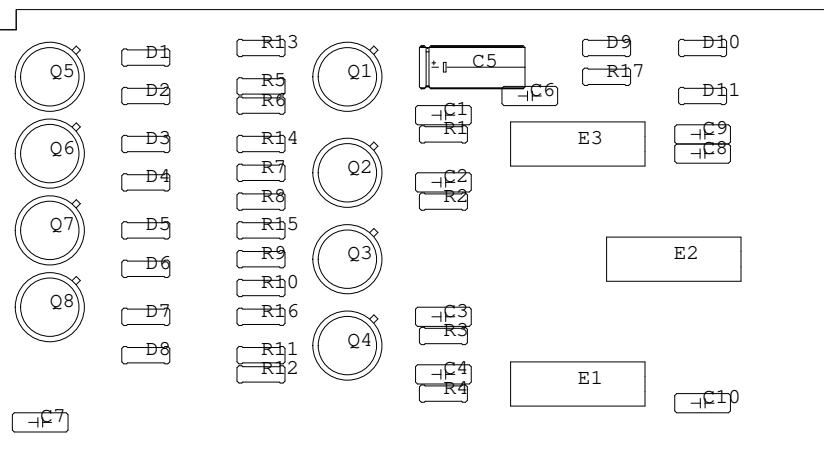 R13 D9 D10
D1 Q5 Q1 C5 R17
R5 D2 C6 D11
R6 C1
R1 C9
D3 R14 E3
Q6 C8
R7 Q2
D4 C2
R8 R2
Q7 D5 R15
R9 Q3 E2
D6
R10
Q8 D7 R16 C3
R3
Q4
D8 R11
R12 C4 E1
R4
C7 C10